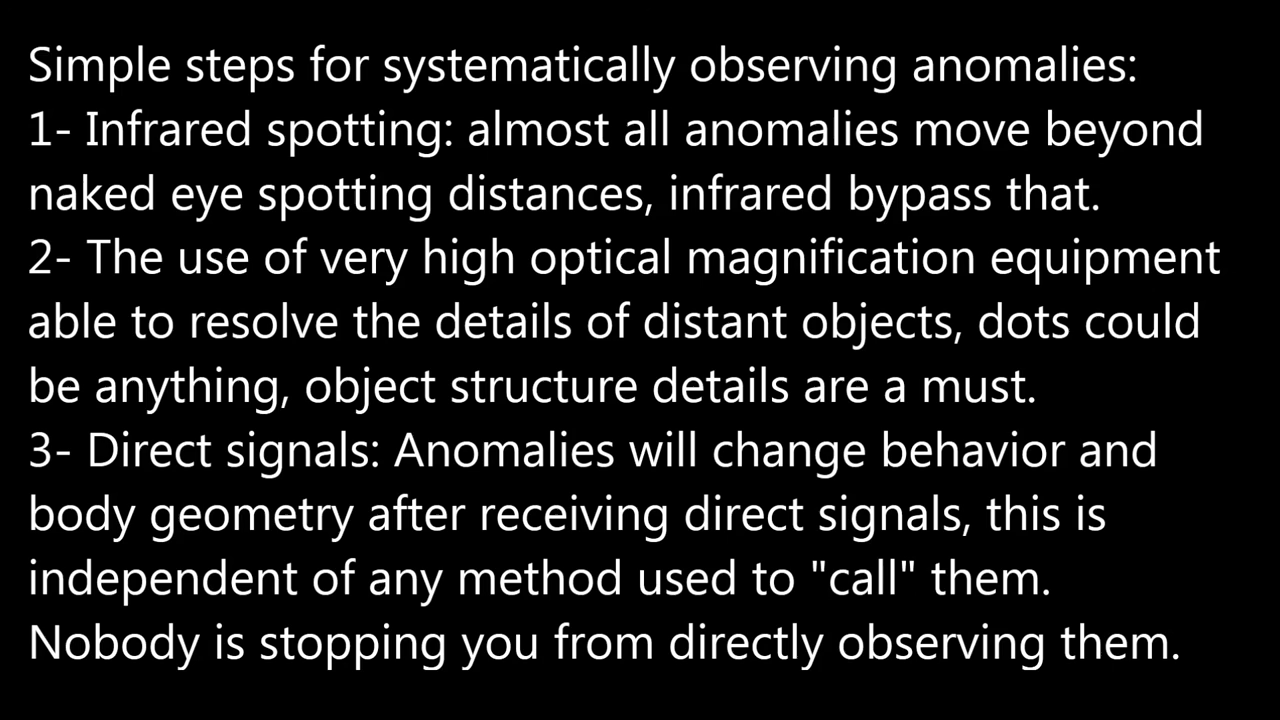 Simple steps for systematically observing anomalies:
1- Infrared spotting: almost all anomalies move beyond
naked eye spotting distances, infrared bypass that.
2- The use of very high optical magnification equipment
able to resolve the details of distant objects, dots could
be anything, object structure details are a must.
3- Direct signals: Anomalies will change behavior and
body geometry after receiving direct signals, this is
independent of any method used to "call" them.
Nobody is stopping you from directly observing them.